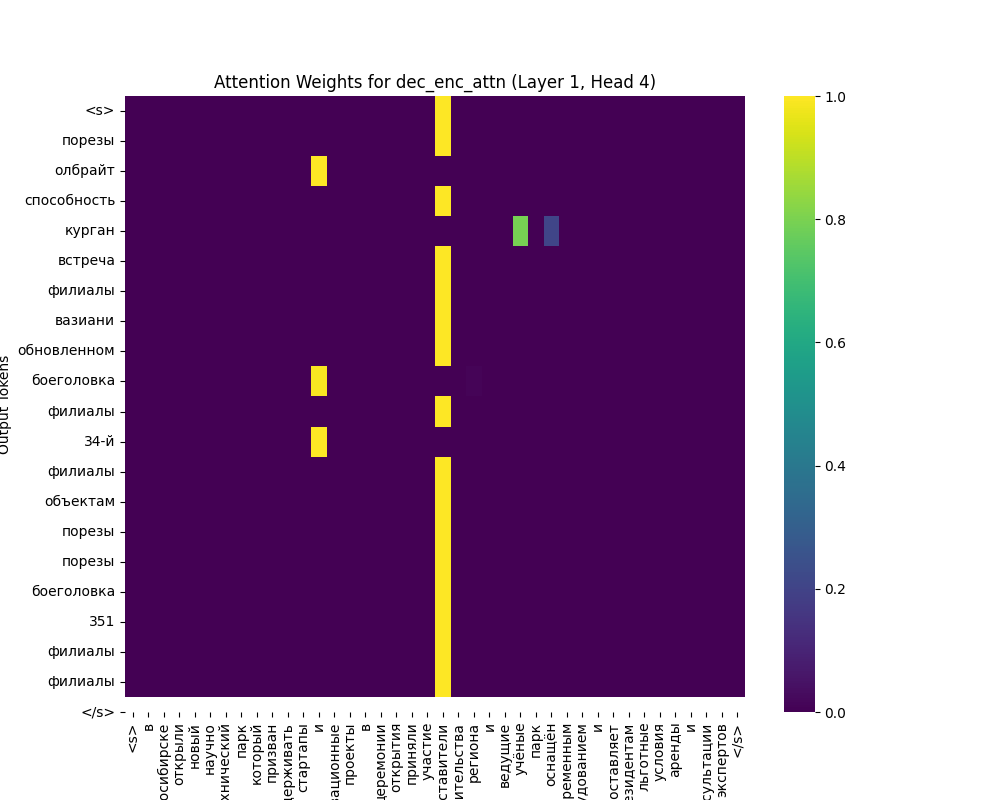 Attention Weights for dec_enc_attn (Layer 1, Head 4)
Output Tokens
<s>
порезы
олбрайт
способность
курган
встреча
филиалы
вазиани
обновленном
боеголовка
филиалы
34-й
филиалы
объектам
порезы
порезы
боеголовка
351
филиалы
филиалы
</s>
<s>
в
осибирске
открыли
новый
научно
хнический
парк
который
призван
держивать
стартапы
и
вационные
проекты
в
церемонии
открытия
приняли
участие
ставители
ительства
региона
и
ведущие
учёные
парк
оснащён
ременным
удованием
и
оставляет
езидентам
льготные
условия
аренды
и
сультации
экспертов
</s>
1.0
0.8
0.6
0.4
0.2
0.0